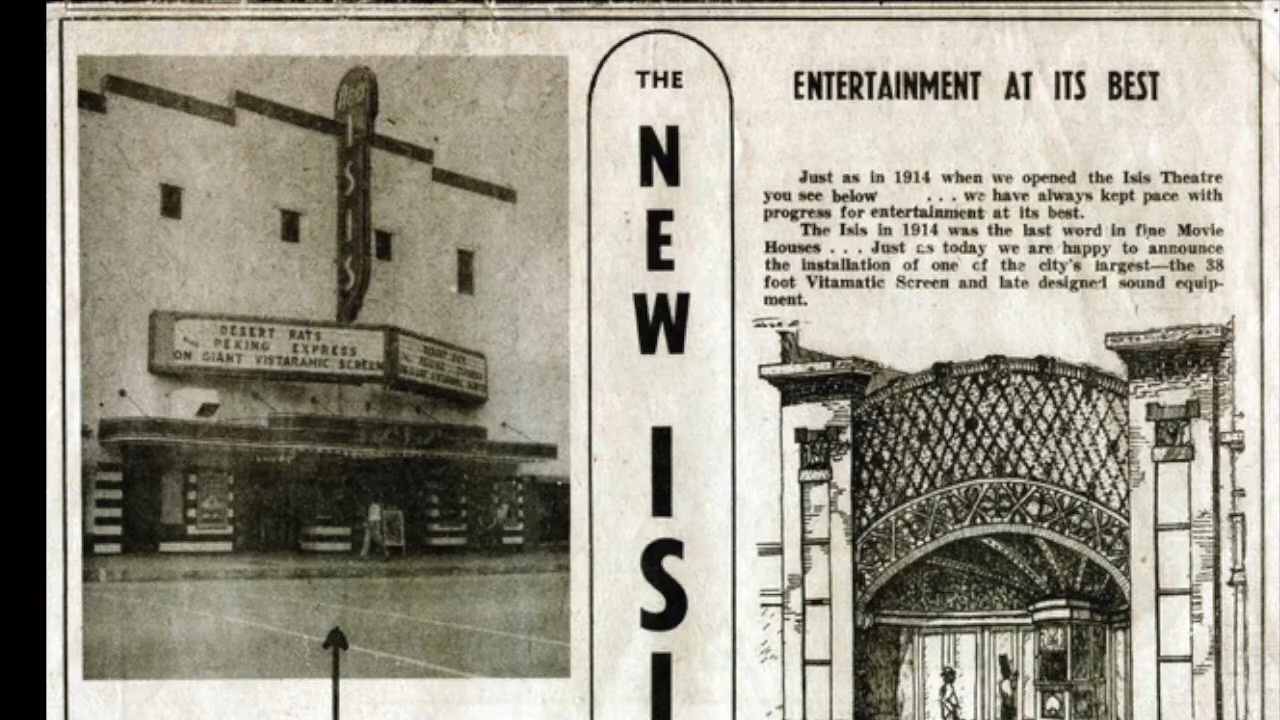 ISIS
DESERT RATS
PEKING EXPRESS
ON GIANT VISTARAMIC SCREEN
THE
NEW
ISI
ENTERTAINMENT AT ITS BEST
Just as in 1914 when we opened the Isis Theatre
you see below . . . we have always kept pace with
progress for entertainment at its best.
The Isis in 1914 was the last word in fine Movie
Houses . . . Just as today we are happy to announce
the installation of one of the city's largest—the 38
foot Vitamatic Screen and late designed sound equip-
ment.